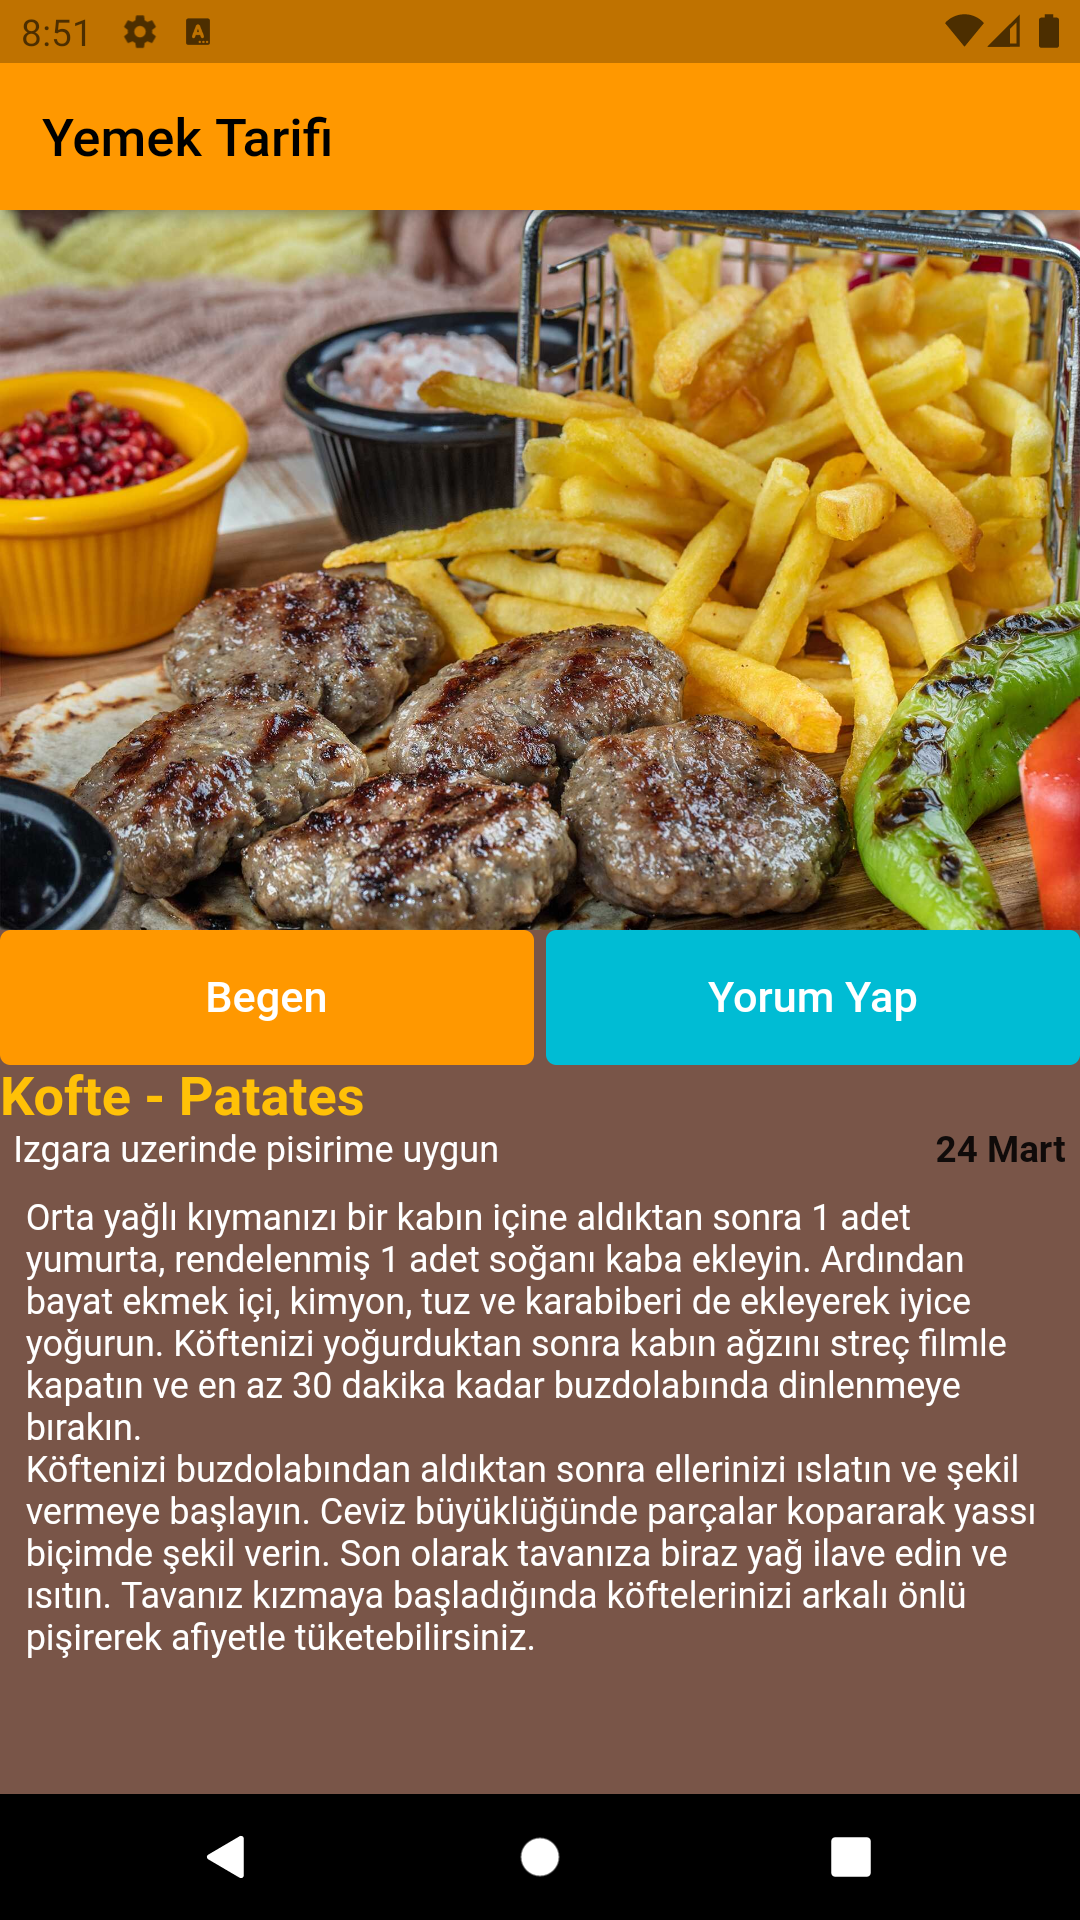 8:51
Yemek Tarifi
Begen
Yorum Yap
Kofte - Patates
Izgara uzerinde pisirime uygun
24 Mart
Orta yağlı kıymanızı bir kabın içine aldıktan sonra 1 adet
yumurta, rendelenmiş 1 adet soğanı kaba ekleyin. Ardından
bayat ekmek içi, kimyon, tuz ve karabiberi de ekleyerek iyice
yoğurun. Köftenizi yoğurduktan sonra kabın ağzını streç filmle
kapatın ve en az 30 dakika kadar buzdolabında dinlenmeye
bırakın.
Köftenizi buzdolabından aldıktan sonra ellerinizi ıslatın ve şekil
vermeye başlayın. Ceviz büyüklüğünde parçalar kopararak yassı
biçimde şekil verin. Son olarak tavanıza biraz yağ ilave edin ve
ısıtın. Tavanız kızmaya başladığında köftelerinizi arkalı önlü
pişirerek afiyetle tüketebilirsiniz.